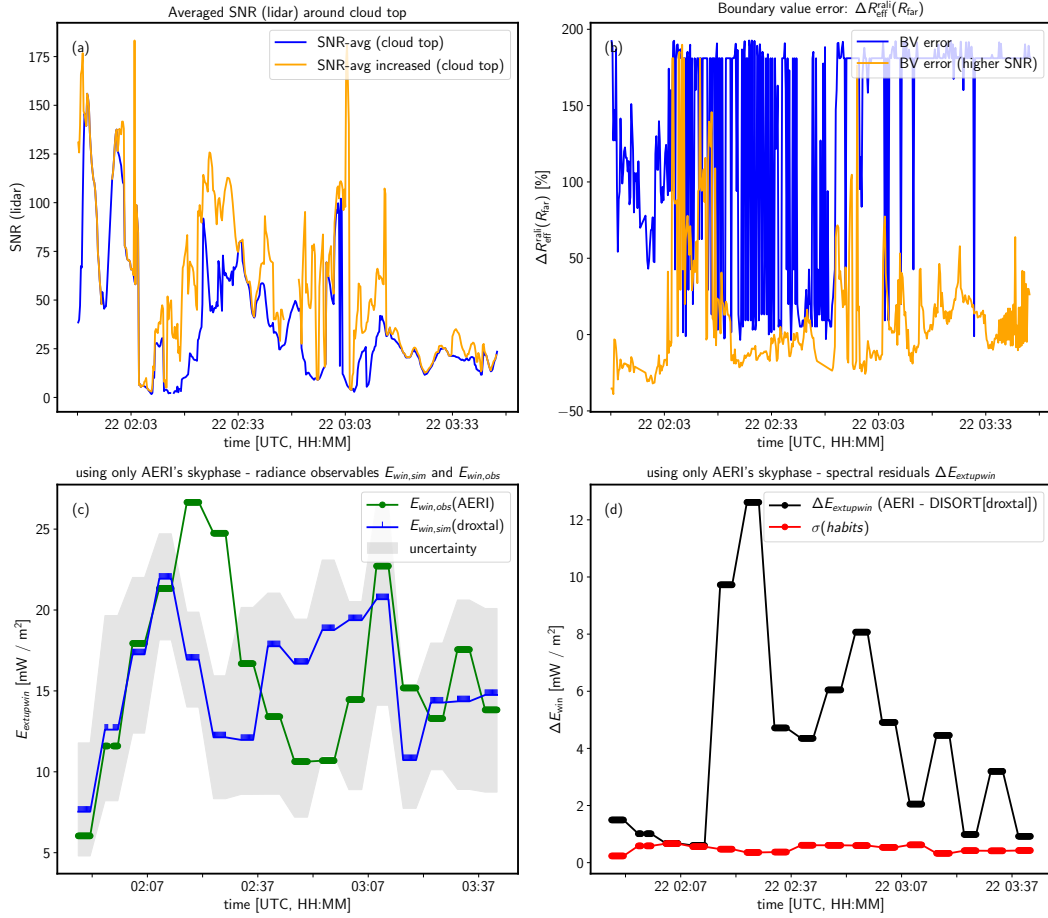 Averaged SNR (lidar) around cloud top
(a)
SNR-avg (cloud top)
SNR-avg increased (cloud top)
SNR (lidar)
175
150
125
100
75
50
25
0
22 02:03
22 02:33
22 03:03
22 03:33
time [UTC, HH:MM]
Boundary value error: ΔR_eff^rali(R_far)
(b)
BV error
BV error (higher SNR)
ΔR_eff^rali(R_far) [%]
200
150
100
50
0
−50
22 02:03
22 02:33
22 03:03
22 03:33
time [UTC, HH:MM]
using only AERI's skyphase - radiance observables E_win,sim and E_win,obs
(c)
E_win,obs(AERI)
E_win,sim(droxtal)
uncertainty
E_extupwin [mW / m²]
25
20
15
10
5
02:07
02:37
03:07
03:37
time [UTC, HH:MM]
using only AERI's skyphase - spectral residuals ΔE_extupwin
(d)
ΔE_extupwin (AERI - DISORT[droxtal])
σ(habits)
ΔE_win [mW / m²]
12
10
8
6
4
2
0
22 02:07
22 02:37
22 03:07
22 03:37
time [UTC, HH:MM]